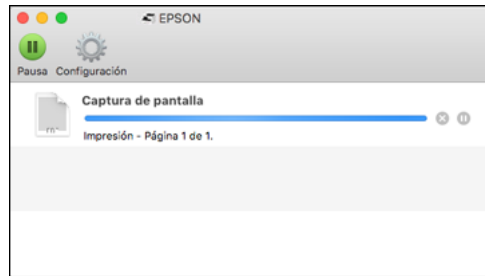 EPSON
Pausa Configuración
Captura de pantalla
Impresión - Página 1 de 1.